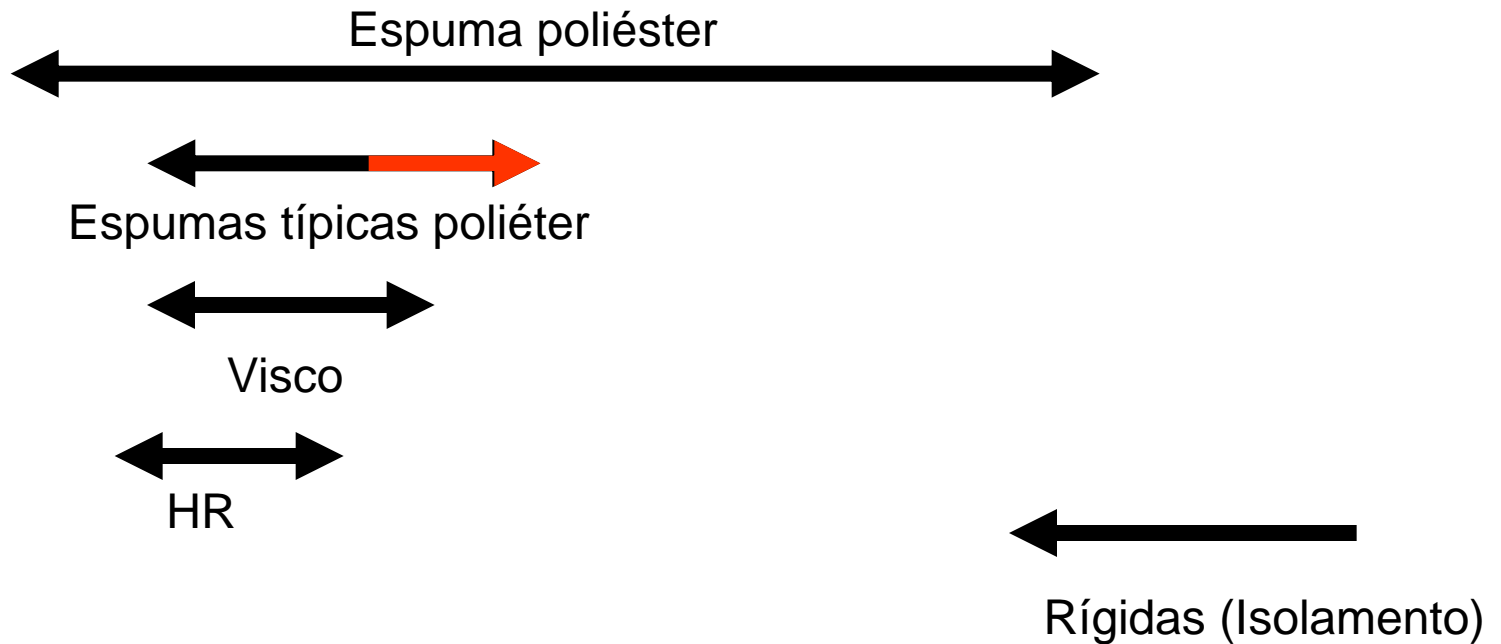 Espuma poliéster
Espumas típicas poliéter
Visco
HR
Rígidas (Isolamento)